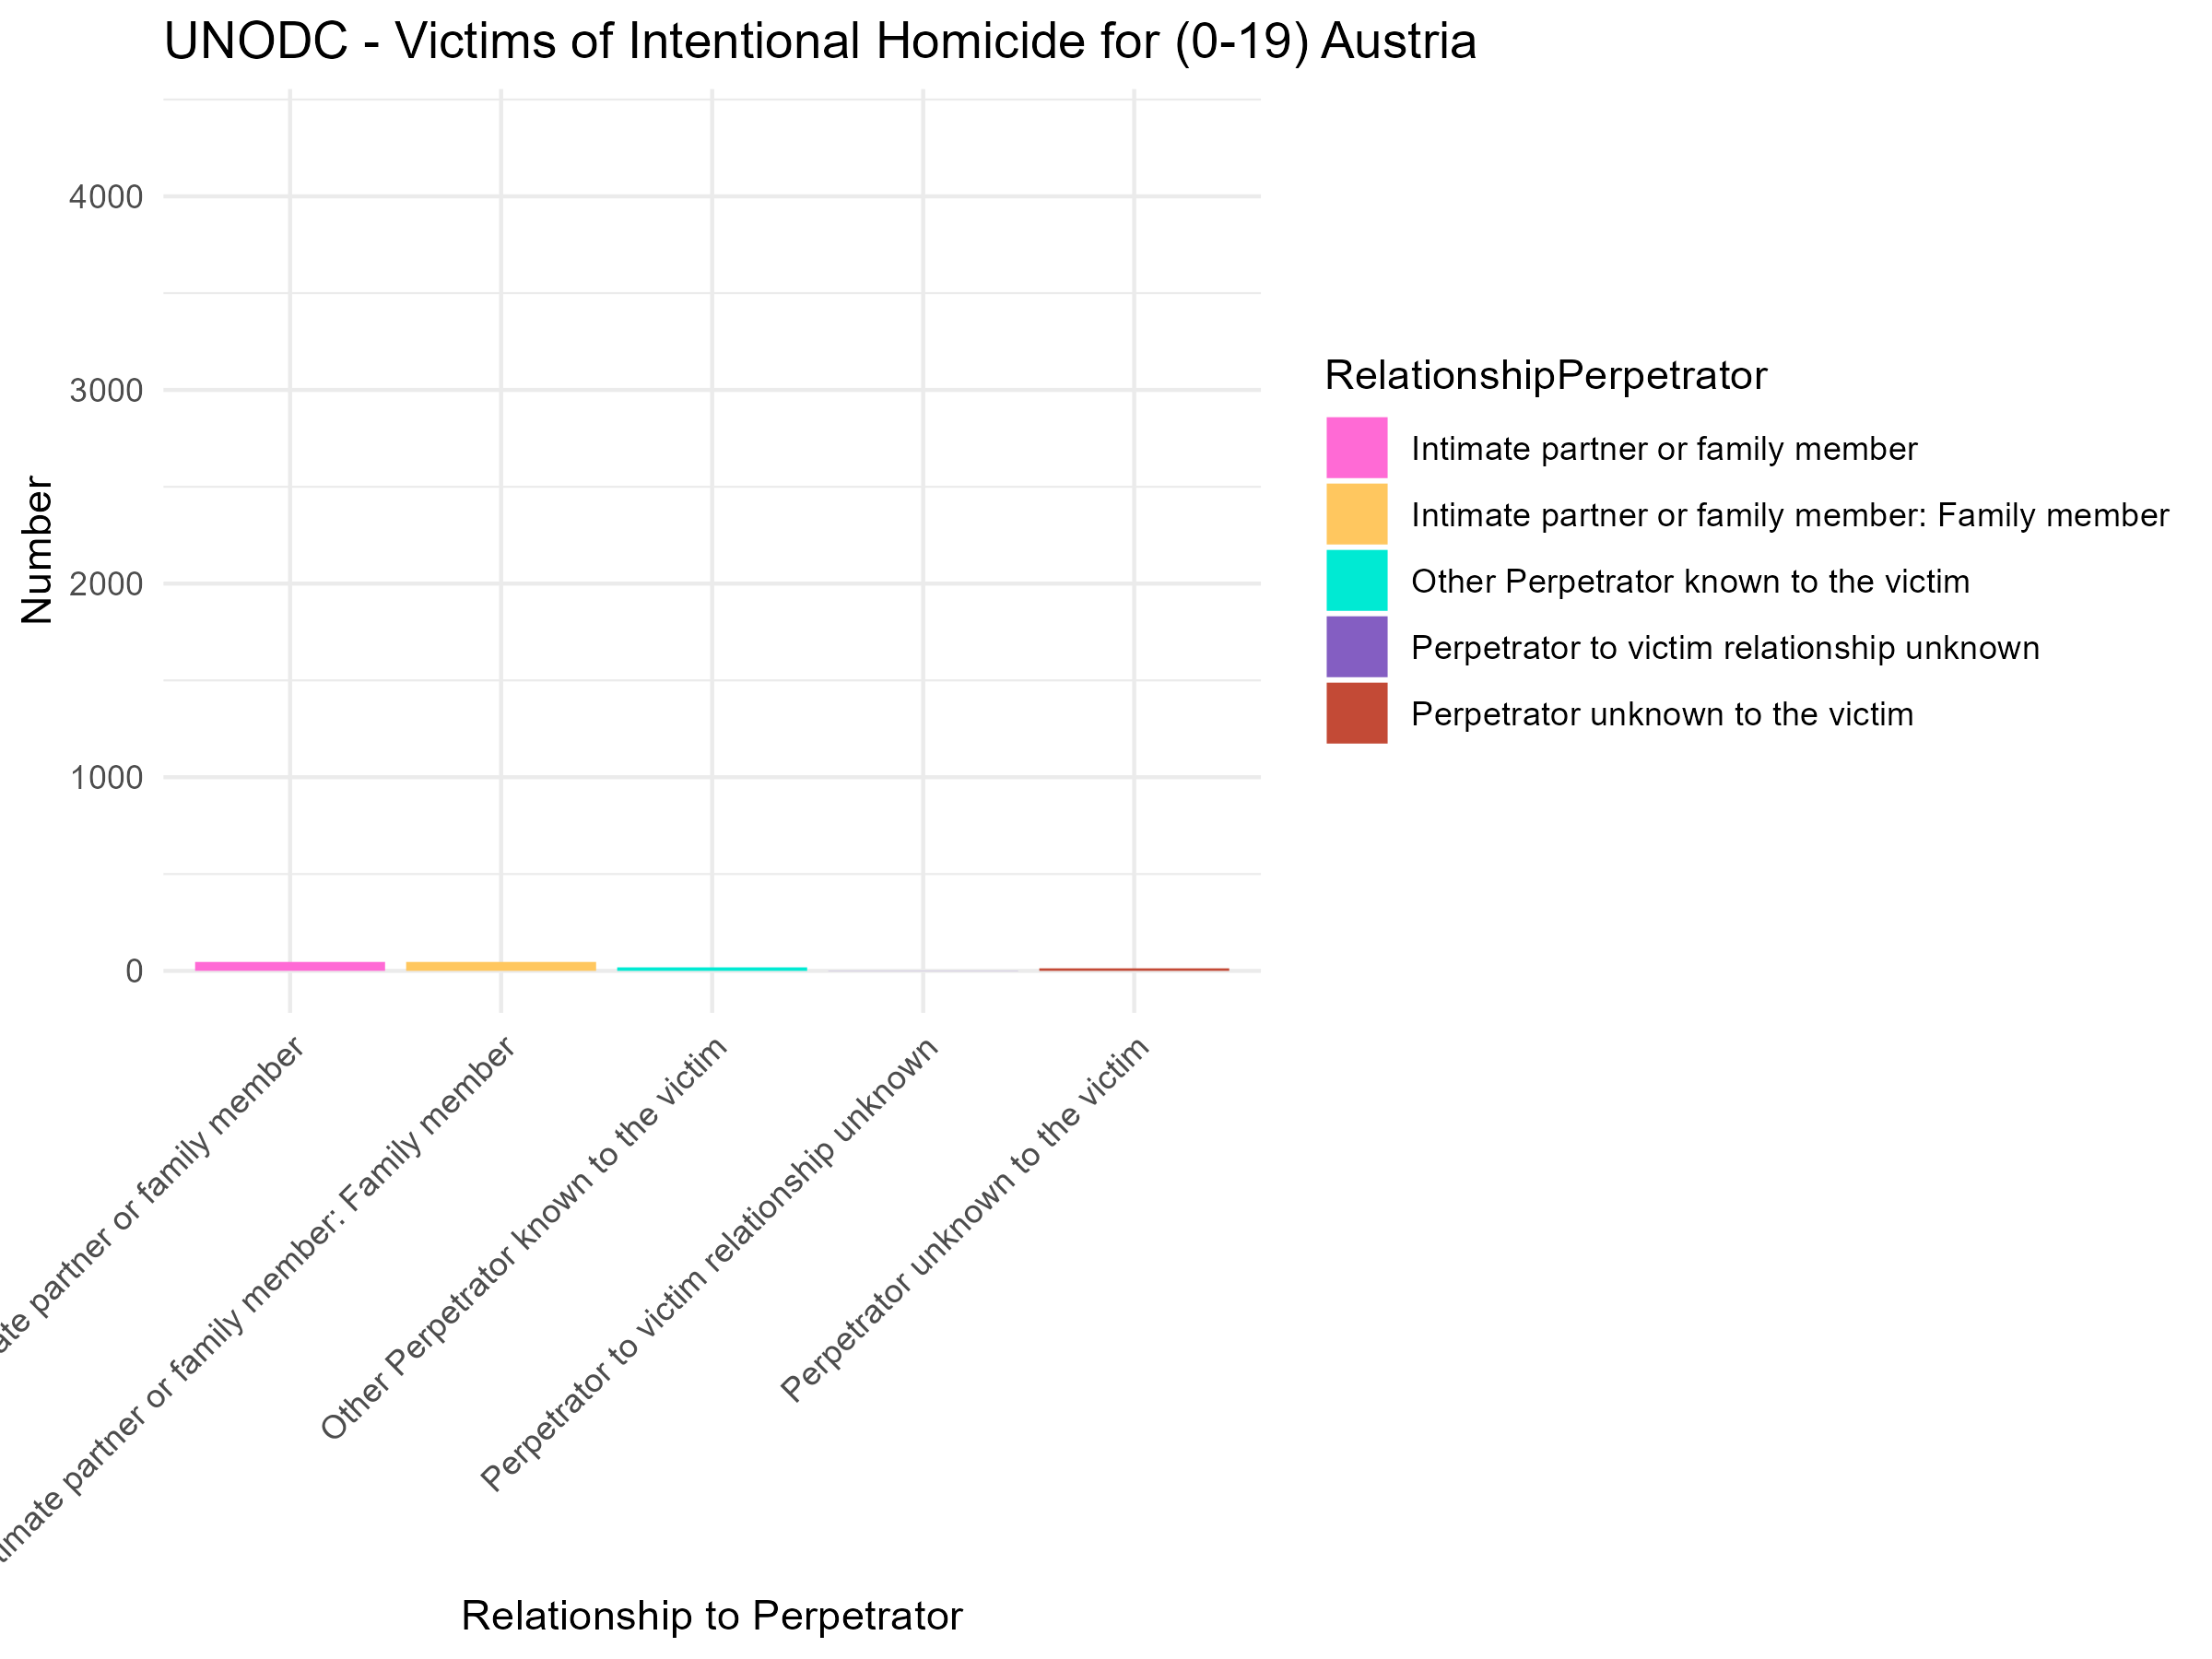 UNODC - Victims of Intentional Homicide for (0-19) Austria
Number
4000
3000
2000
1000
0
partner or family member
partner or family member: Family member
Other Perpetrator known to the victim
Perpetrator to victim relationship unknown
Perpetrator unknown to the victim
Relationship to Perpetrator
RelationshipPerpetrator
Intimate partner or family member
Intimate partner or family member: Family member
Other Perpetrator known to the victim
Perpetrator to victim relationship unknown
Perpetrator unknown to the victim